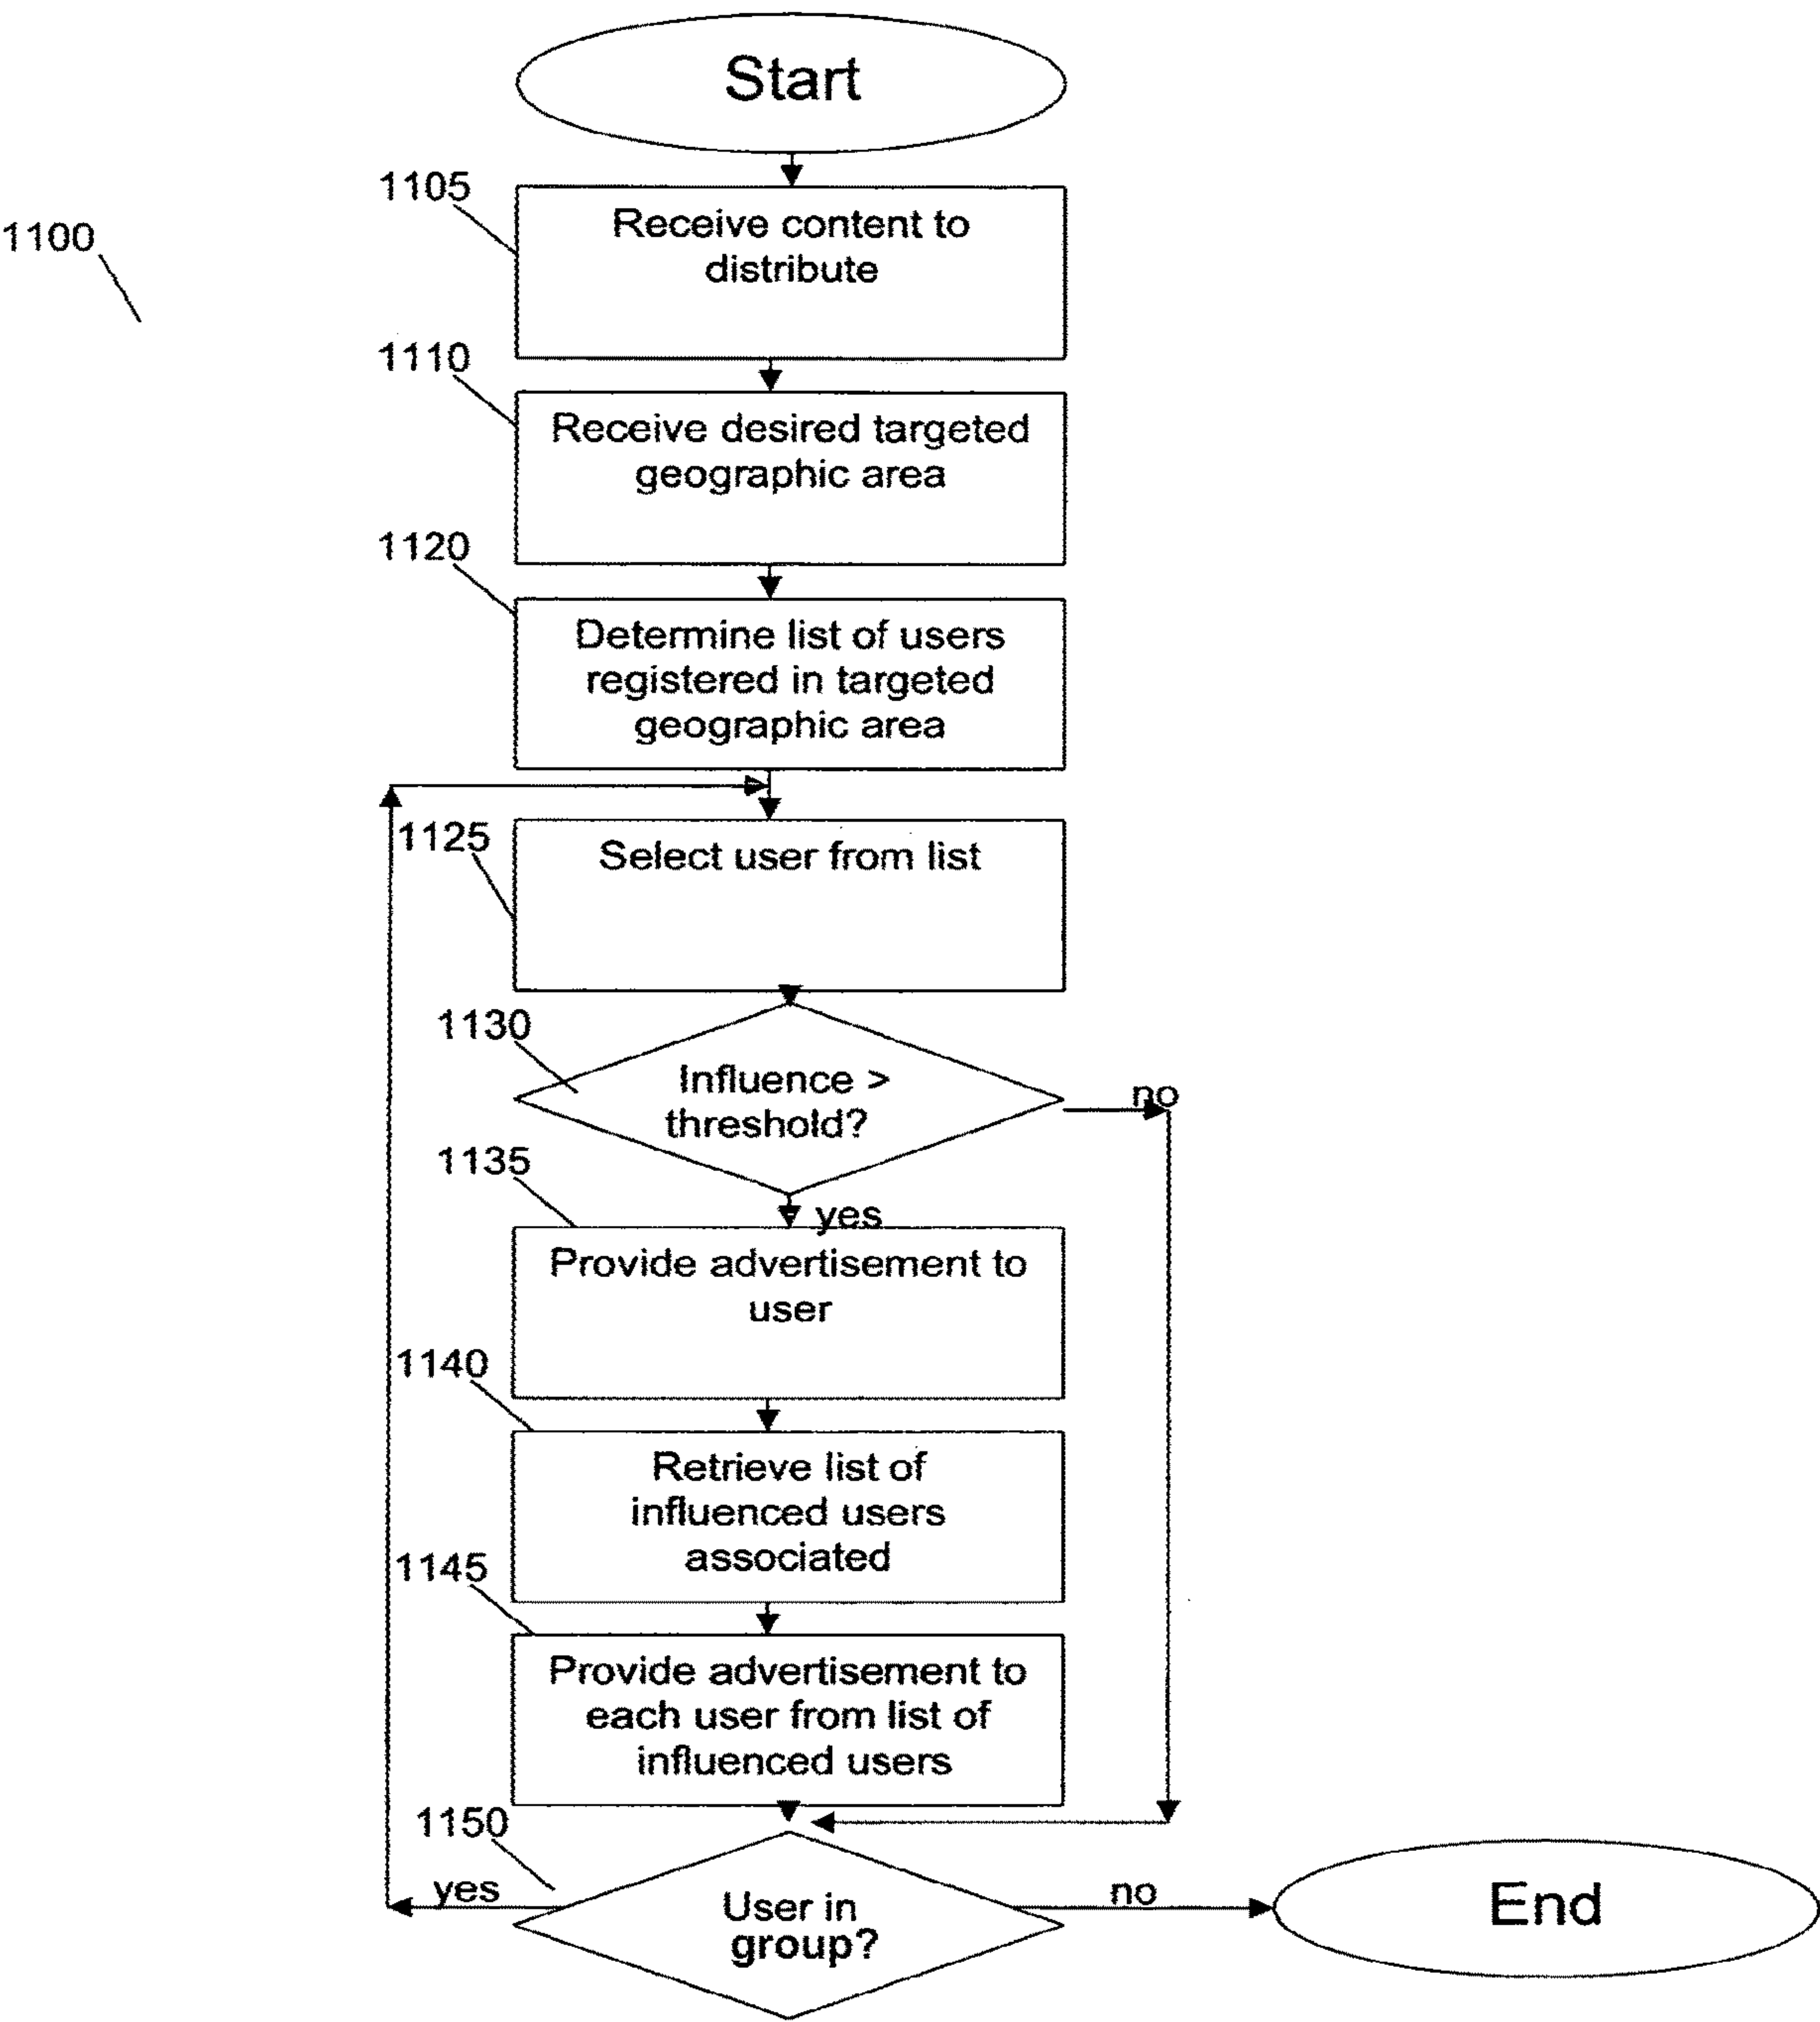 Start
1105
Receive content to
distribute
1100
1110
Receive desired targeted
geographic area
1120
Determine list of users
registered in targeted
geographic area
1125
Select user from list
1130
Influence >
threshold?
no
1135
yes
Provide advertisement to
user
1140
Retrieve list of
influenced users
associated
1145
Provide advertisement to
each user from list of
influenced users
1150
yes
User in
group?
no
End